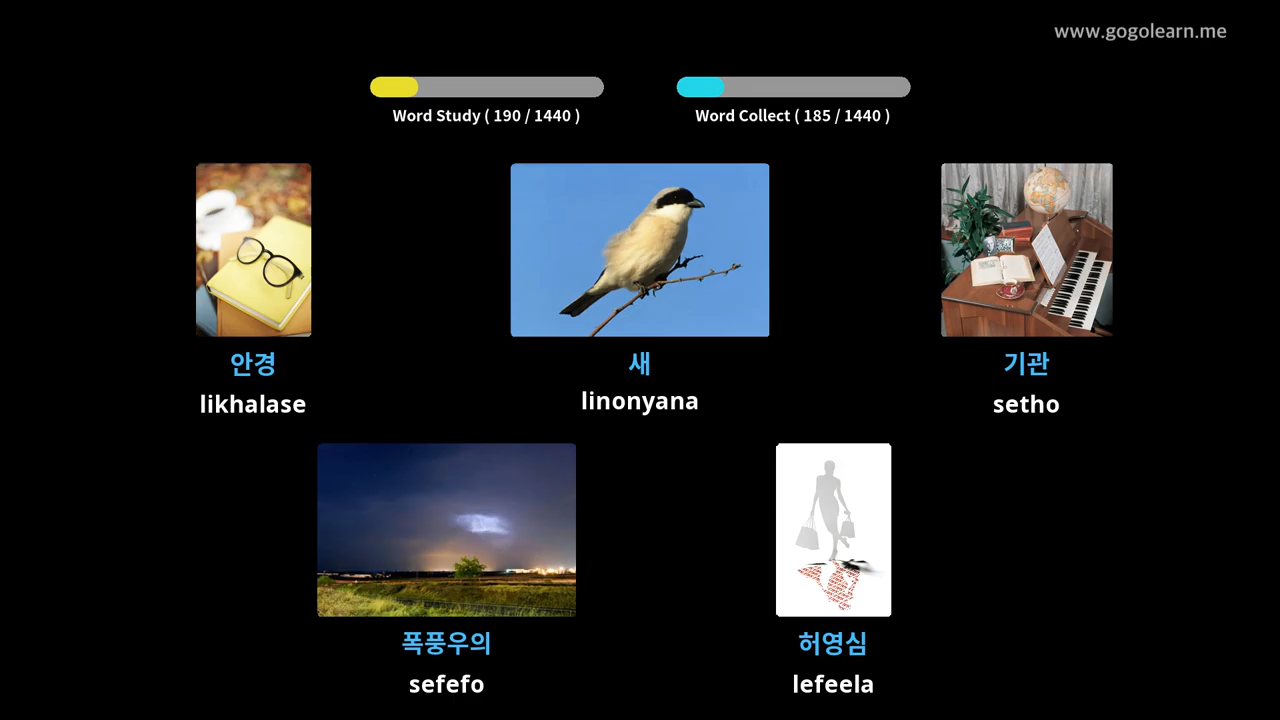 www.gogolearn.me
Word Study ( 190 / 1440 )
Word Collect ( 185 / 1440 )
안경
likhalase
새
linonyana
기관
setho
폭풍우의
sefefo
허영심
lefeela